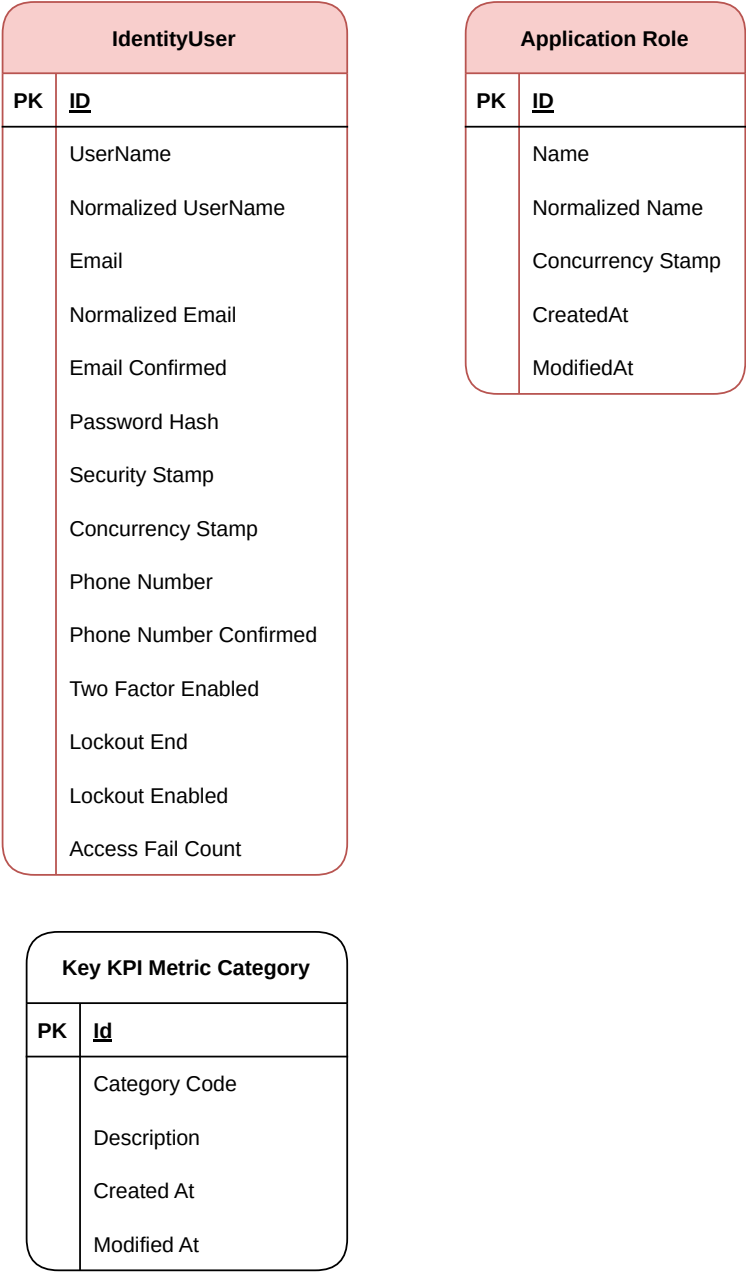 IdentityUser
PK ID
UserName
Normalized UserName
Email
Normalized Email
Email Confirmed
Password Hash
Security Stamp
Concurrency Stamp
Phone Number
Phone Number Confirmed
Two Factor Enabled
Lockout End
Lockout Enabled
Access Fail Count
Application Role
PK ID
Name
Normalized Name
Concurrency Stamp
CreatedAt
ModifiedAt
Key KPI Metric Category
PK Id
Category Code
Description
Created At
Modified At